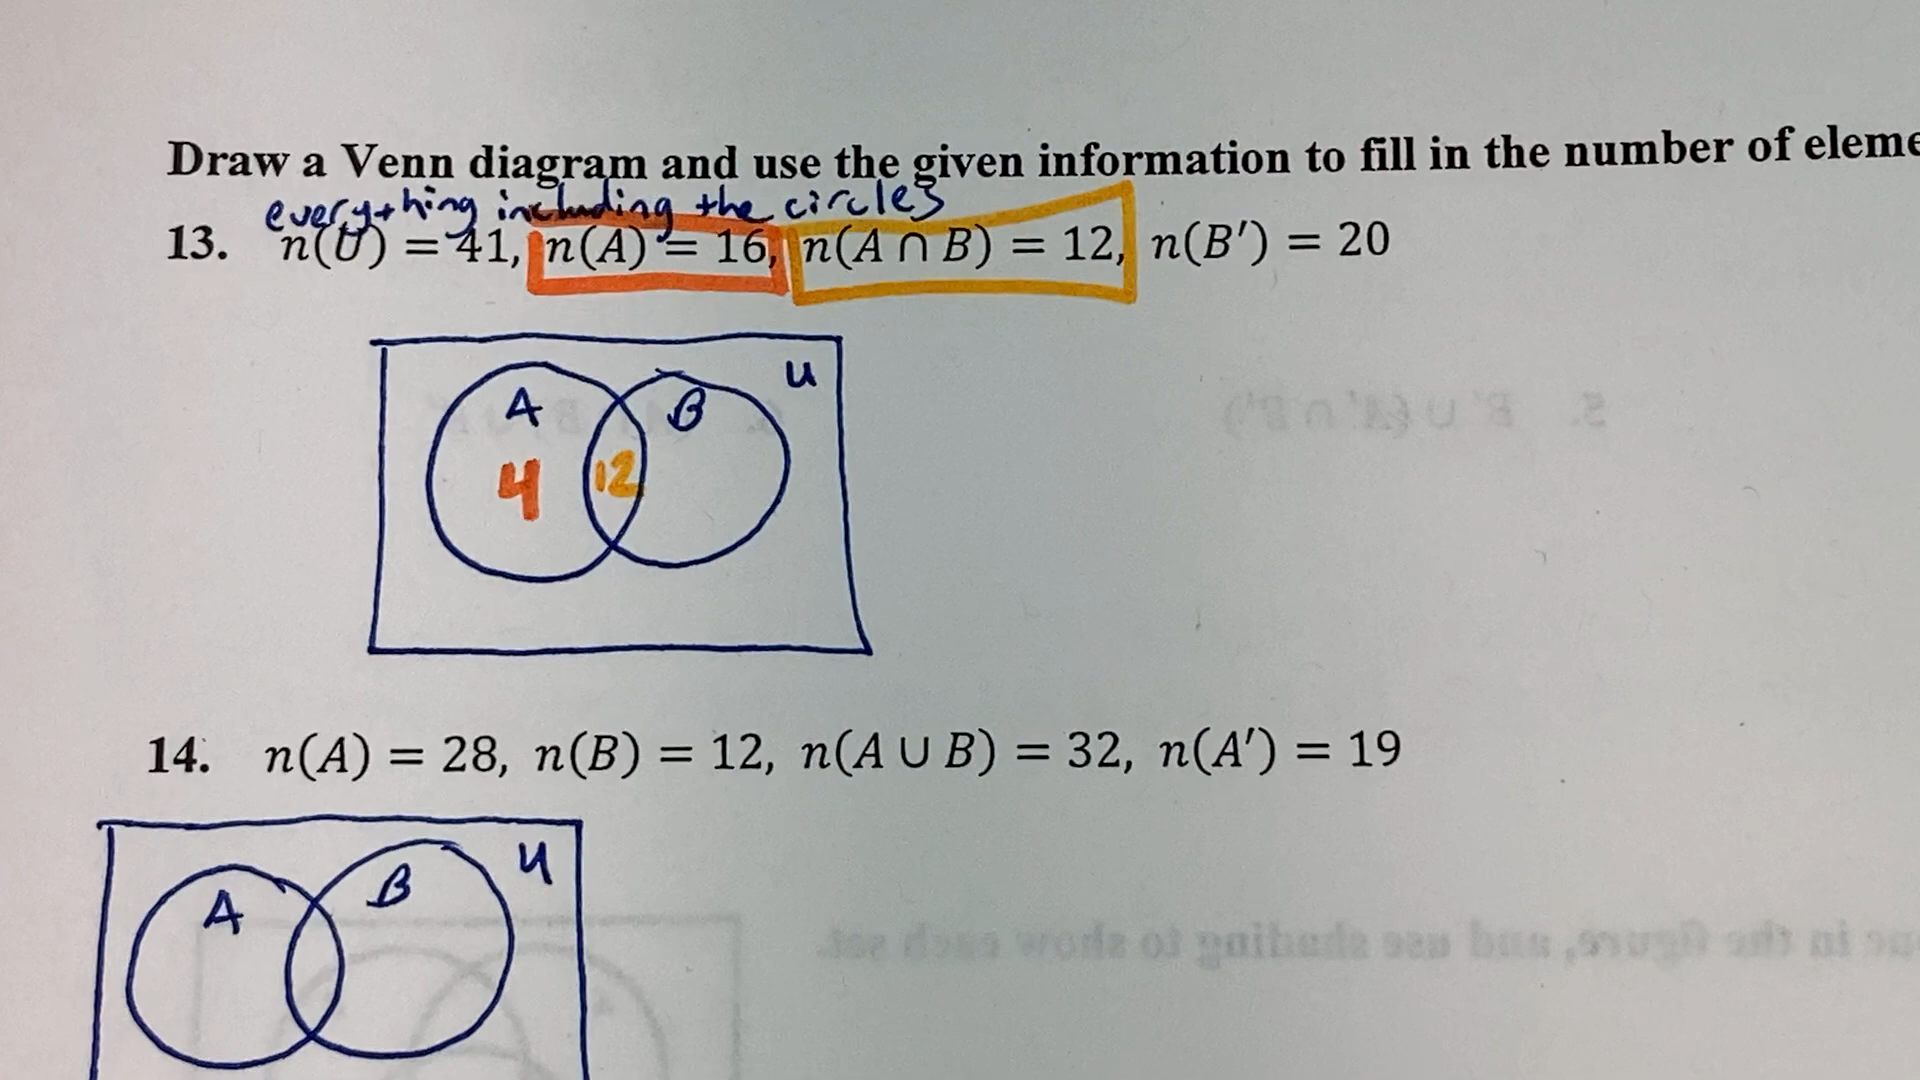 Draw a Venn diagram and use the given information to fill in the number of eleme
everything including the circles
13. n(U) = 41, n(A) = 16, n(A ∩ B) = 12, n(B′) = 20
U
A B
4 12
14. n(A) = 28, n(B) = 12, n(A ∪ B) = 32, n(A′) = 19
U
A B